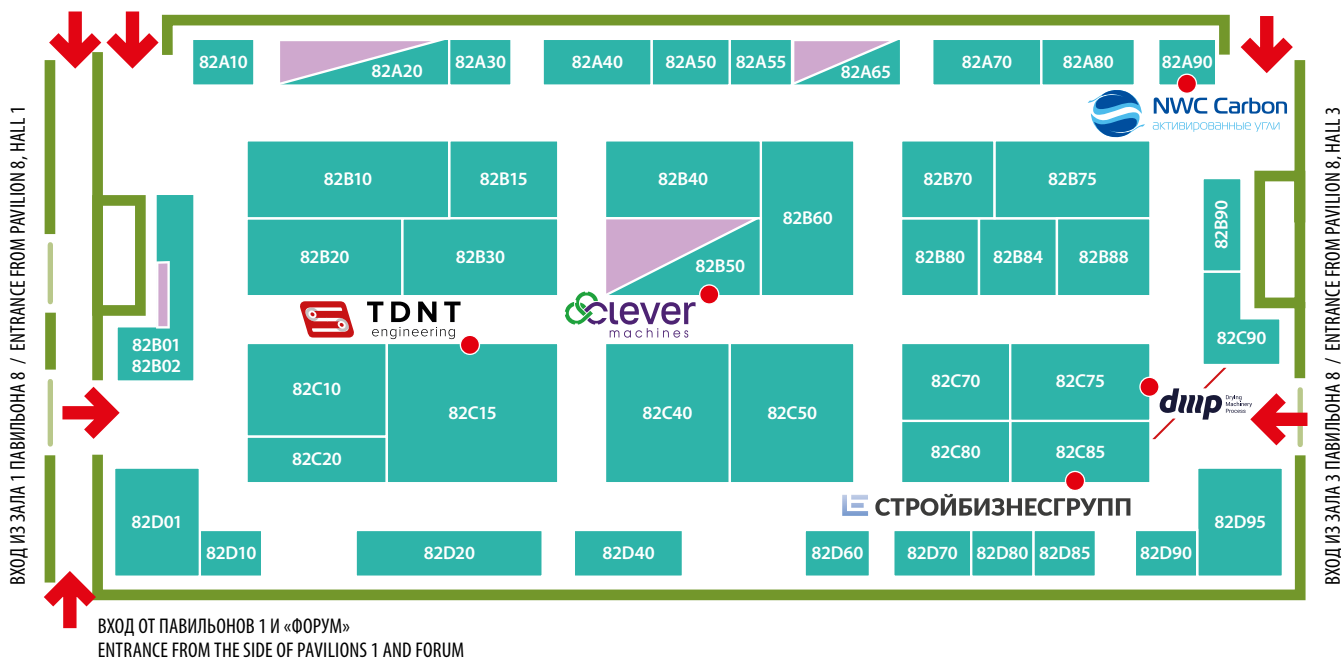 82A10
82A20
82A30
82A40
82A50
82A55
82A65
82A70
82A80
82A90
NWC Carbon
активированные угли
82B10
82B15
82B40
82B60
82B70
82B75
82B90
82B20
82B30
82B50
82B80
82B84
82B88
TDNT
engineering
clever
machines
82B01
82B02
82C90
82C10
82C15
82C40
82C50
82C70
82C75
dmp
Drying
Machinery
Process
82C20
82C80
82C85
СТРОЙБИЗНЕСГРУПП
82D01
82D10
82D20
82D40
82D60
82D70
82D80
82D85
82D90
82D95
ВХОД ИЗ ЗАЛА 1 ПАВИЛЬОНА 8 / ENTRANCE FROM PAVILION 8, HALL 1
ВХОД ИЗ ЗАЛА 3 ПАВИЛЬОНА 8 / ENTRANCE FROM PAVILION 8, HALL 3
ВХОД ОТ ПАВИЛЬОНОВ 1 И «ФОРУМ»
ENTRANCE FROM THE SIDE OF PAVILIONS 1 AND FORUM